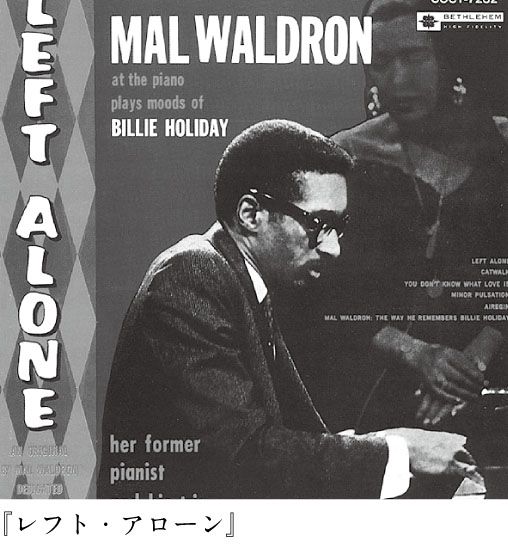 LEFT ALONE
MAL WALDRON
at the piano
plays moods of
BILLIE HOLIDAY
BETHLEHEM
HIGH FIDELITY
LEFT ALONE
CATWALK
YOU DON'T KNOW WHAT LOVE IS
MINOR PULSATION
AIREGIN
MAL WALDRON: THE WAY HE REMEMBERS BILLIE HOLIDAY
her former
pianist
AN ORIGINAL
BY MAL WALDRON
DEDICATED
『レフト・アローン』